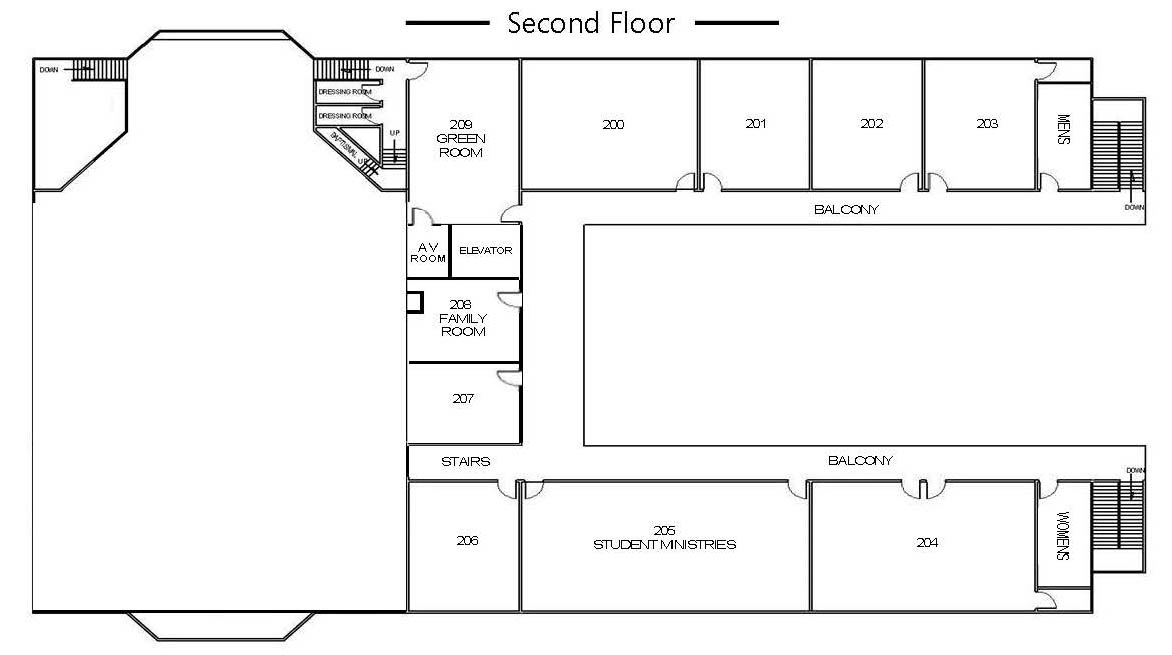 Second Floor
DOWN
DOWN
DRESSING ROOM
DRESSING ROOM
BAPTISMAL
UP
UP
209
GREEN
ROOM
200
201
202
203
MENS
DOWN
BALCONY
AV
ROOM
ELEVATOR
208
FAMILY
ROOM
207
STAIRS
BALCONY
DOWN
206
205
STUDENT MINISTRIES
204
WOMENS